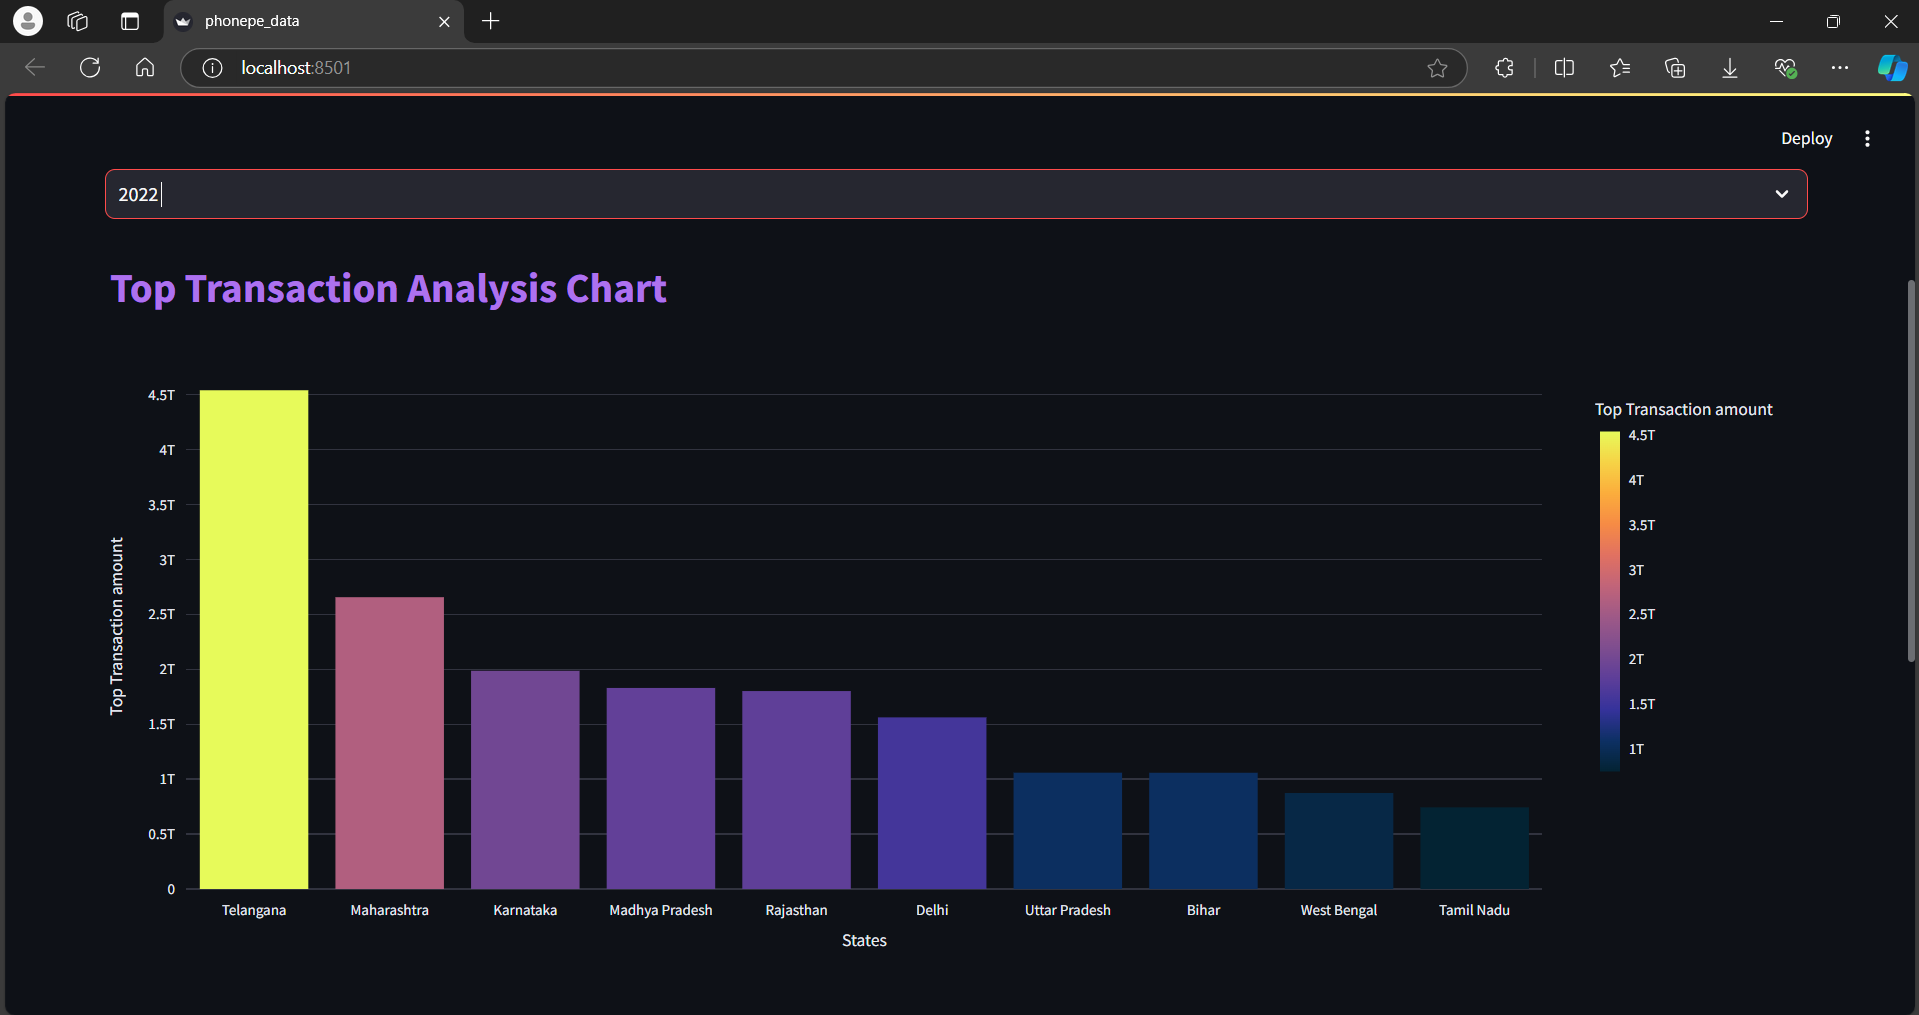 phonepe_data
localhost:8501
Deploy
2022
Top Transaction Analysis Chart
Top Transaction amount
4.5T
4T
3.5T
3T
2.5T
2T
1.5T
1T
0.5T
0
Telangana
Maharashtra
Karnataka
Madhya Pradesh
Rajasthan
Delhi
Uttar Pradesh
Bihar
West Bengal
Tamil Nadu
States
Top Transaction amount
4.5T
4T
3.5T
3T
2.5T
2T
1.5T
1T